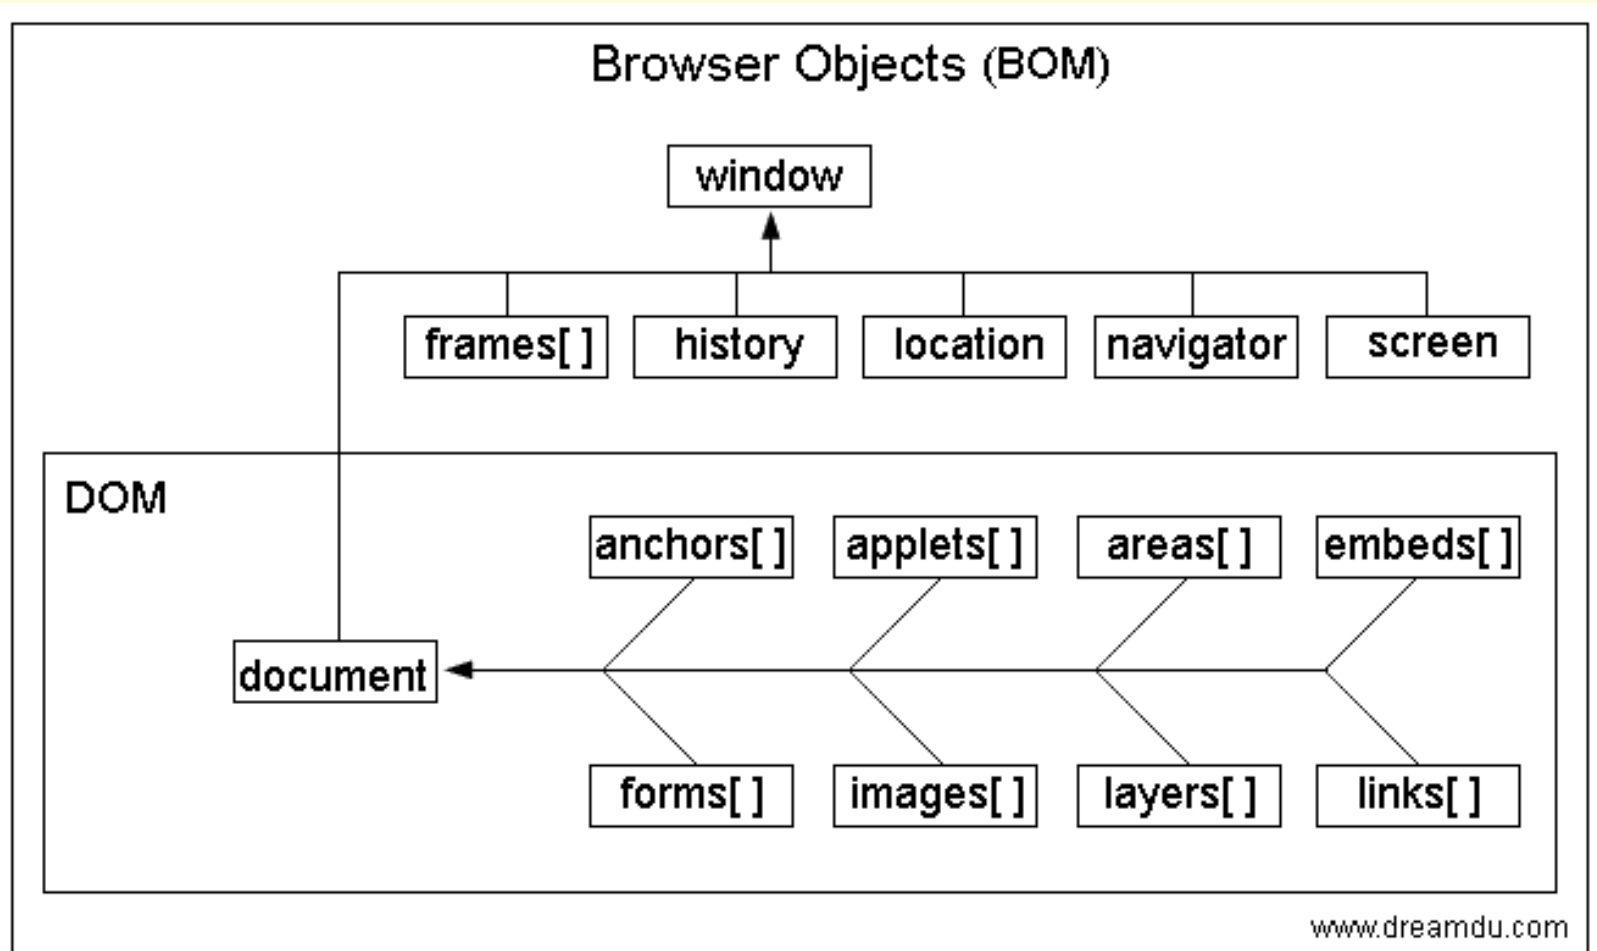 Browser Objects (BOM)
window
frames[ ]
history
location
navigator
screen
DOM
anchors[ ]
applets[ ]
areas[ ]
embeds[ ]
document
forms[ ]
images[ ]
layers[ ]
links[ ]
www.dreamdu.com